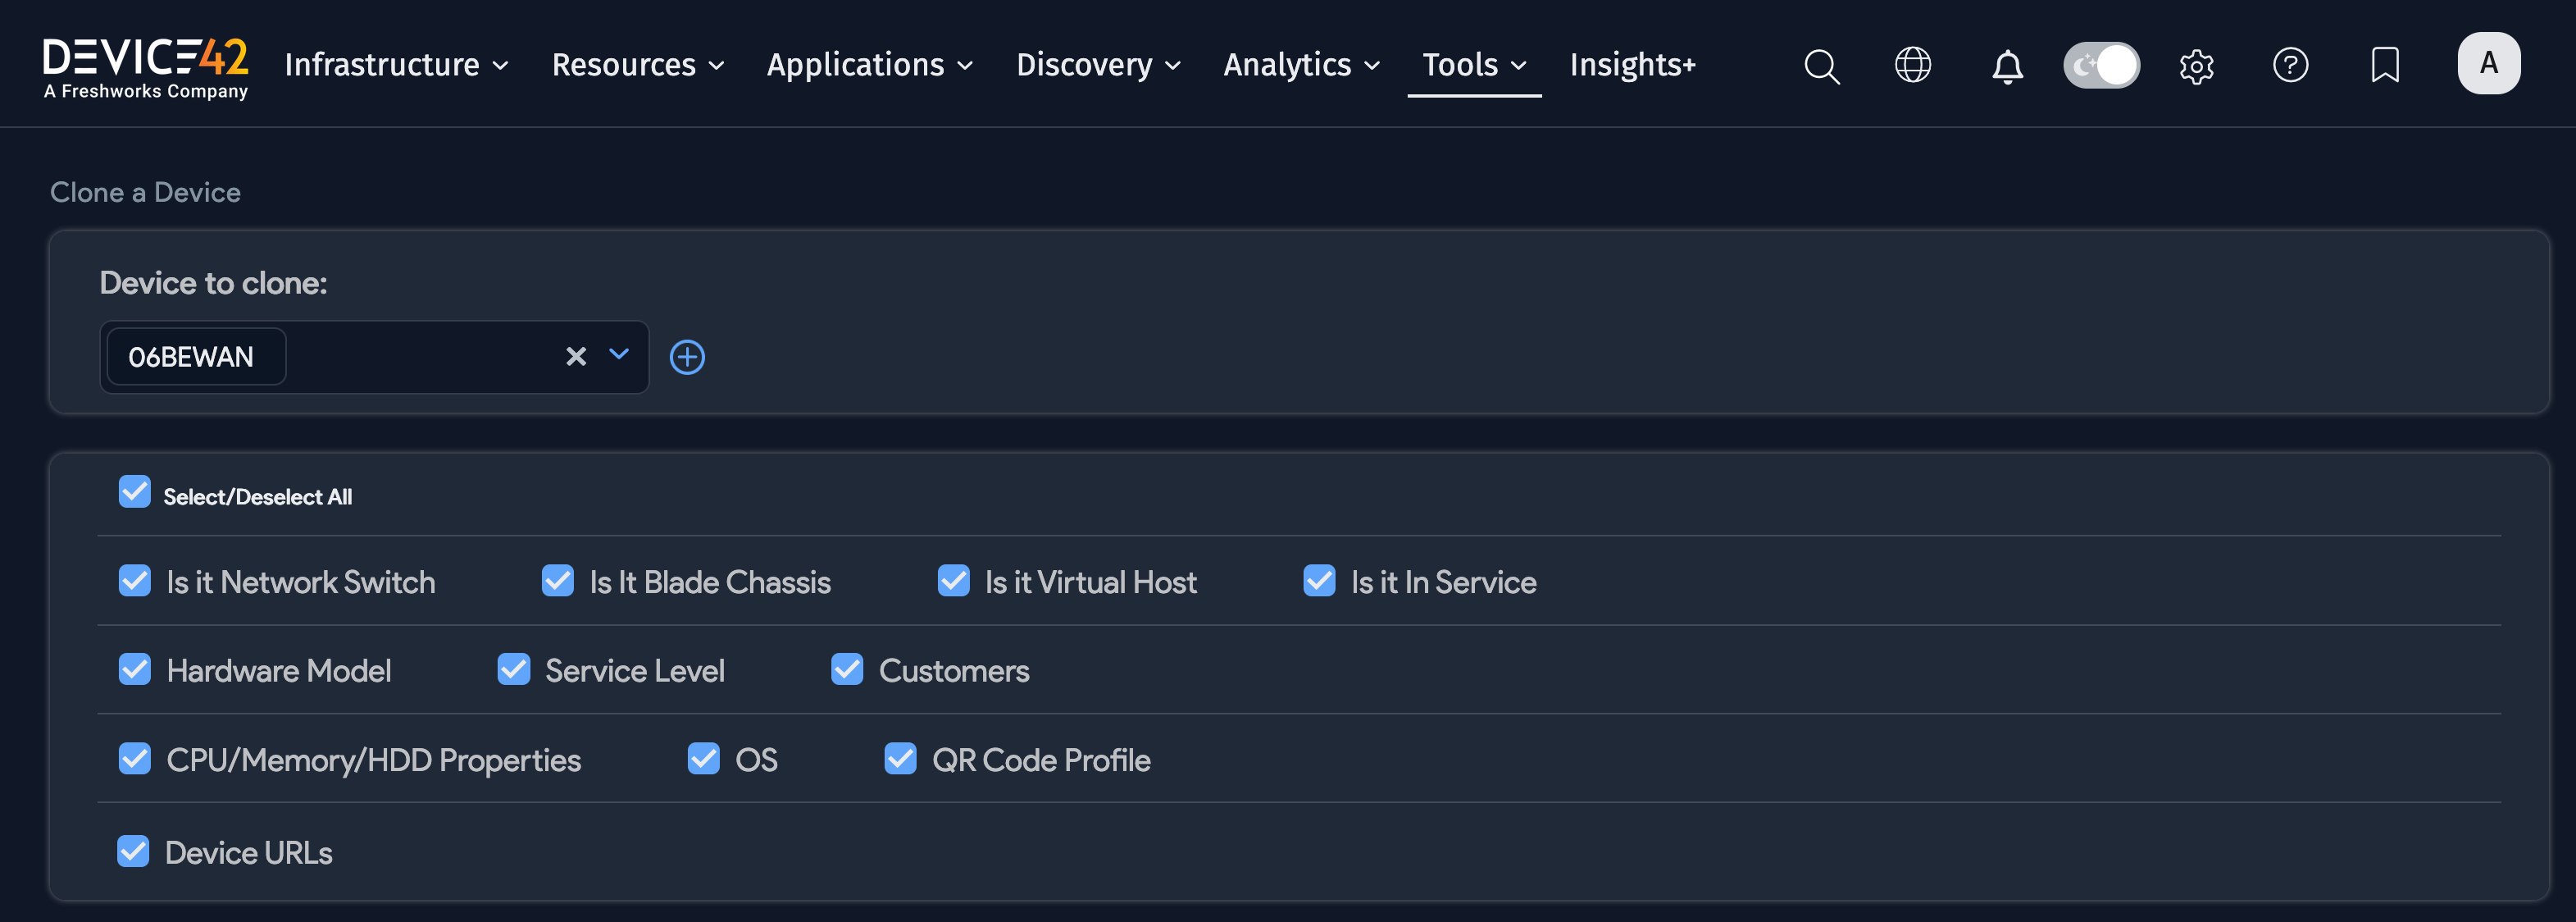 DEVICE42
A Freshworks Company
Infrastructure Resources Applications Discovery Analytics Tools Insights+ A
Clone a Device
Device to clone:
06BEWAN
Select/Deselect All
Is it Network Switch Is It Blade Chassis Is it Virtual Host Is it In Service
Hardware Model Service Level Customers
CPU/Memory/HDD Properties OS QR Code Profile
Device URLs